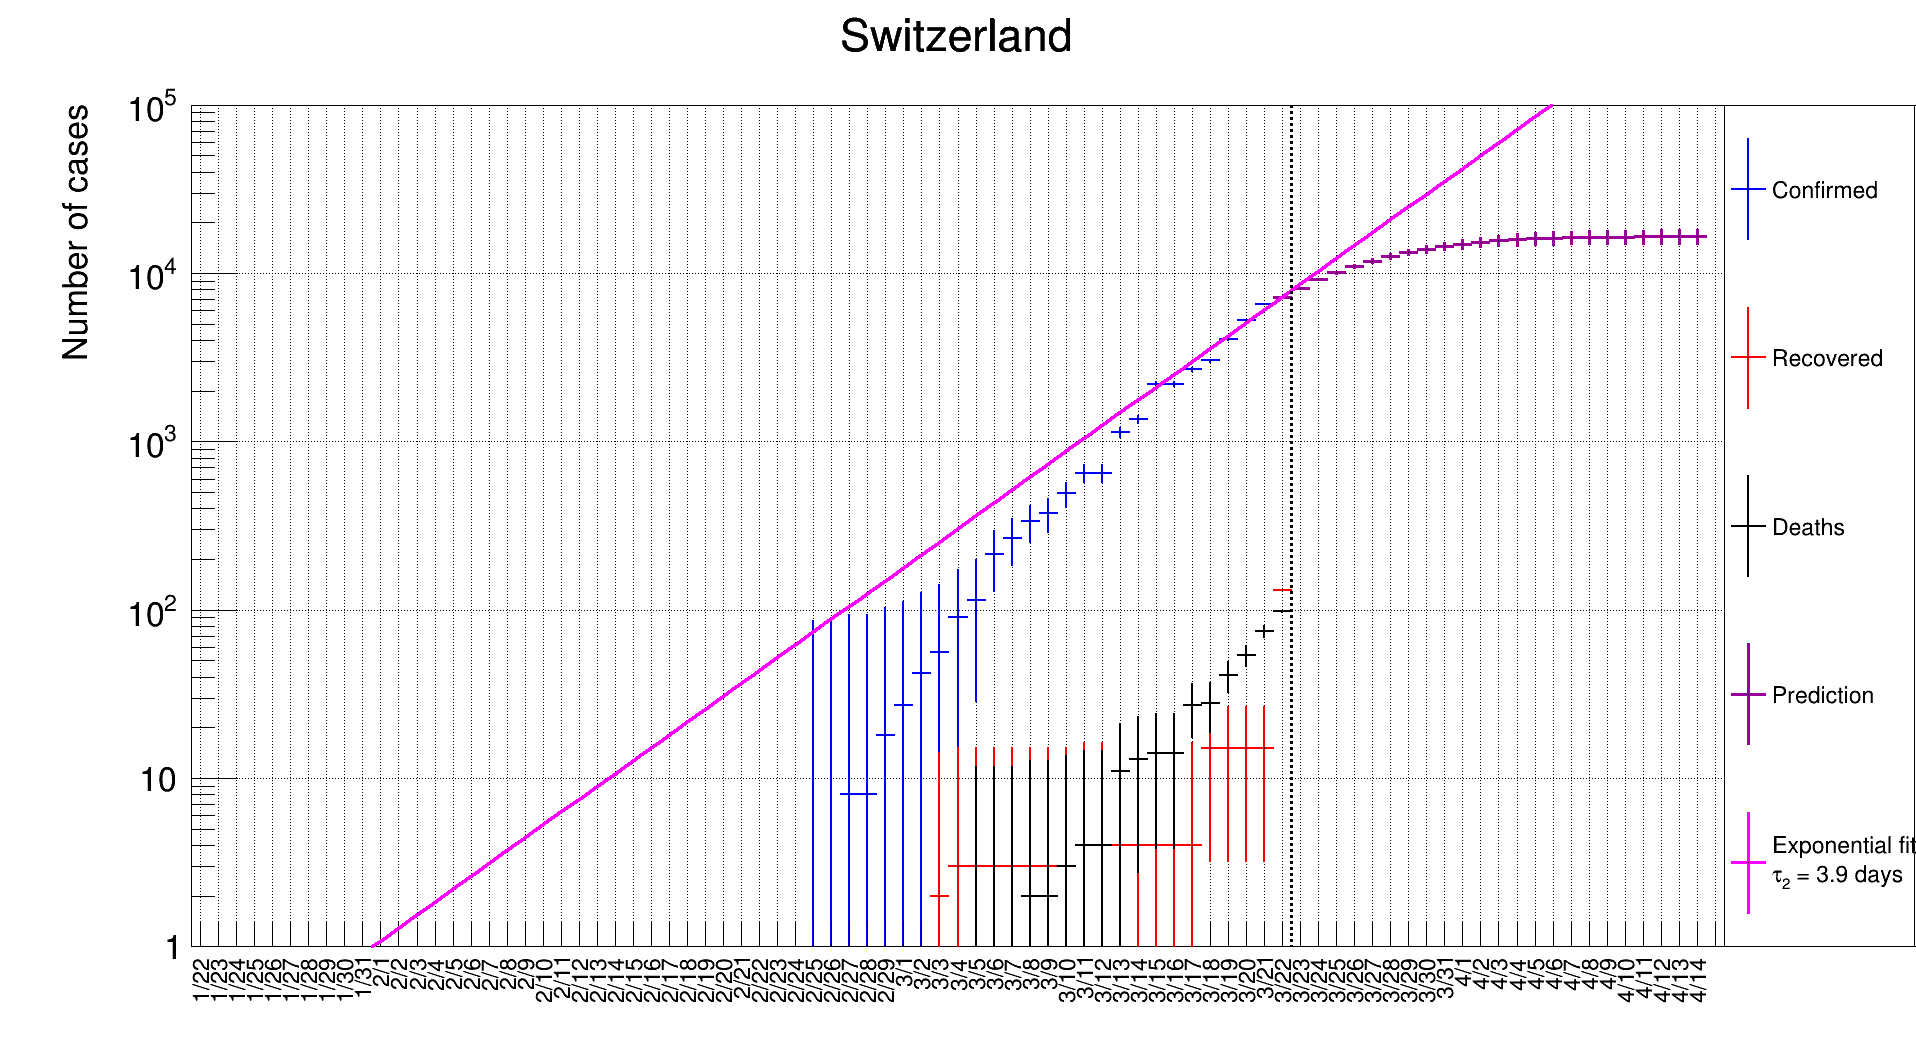 Switzerland
Number of cases
10^5
10^4
10^3
10^2
10
1
1/22 1/23 1/24 1/25 1/26 1/27 1/28 1/29 1/30 1/31 2/1 2/2 2/3 2/4 2/5 2/6 2/7 2/8 2/9 2/10 2/11 2/12 2/13 2/14 2/15 2/16 2/17 2/18 2/19 2/20 2/21 2/22 2/23 2/24 2/25 2/26 2/27 2/28 2/29 3/1 3/2 3/3 3/4 3/5 3/6 3/7 3/8 3/9 3/10 3/11 3/12 3/13 3/14 3/15 3/16 3/17 3/18 3/19 3/20 3/21 3/22 3/23 3/24 3/25 3/26 3/27 3/28 3/29 3/30 3/31 4/1 4/2 4/3 4/4 4/5 4/6 4/7 4/8 4/9 4/10 4/11 4/12 4/13 4/14
Confirmed
Recovered
Deaths
Prediction
Exponential fit
τ₂ = 3.9 days